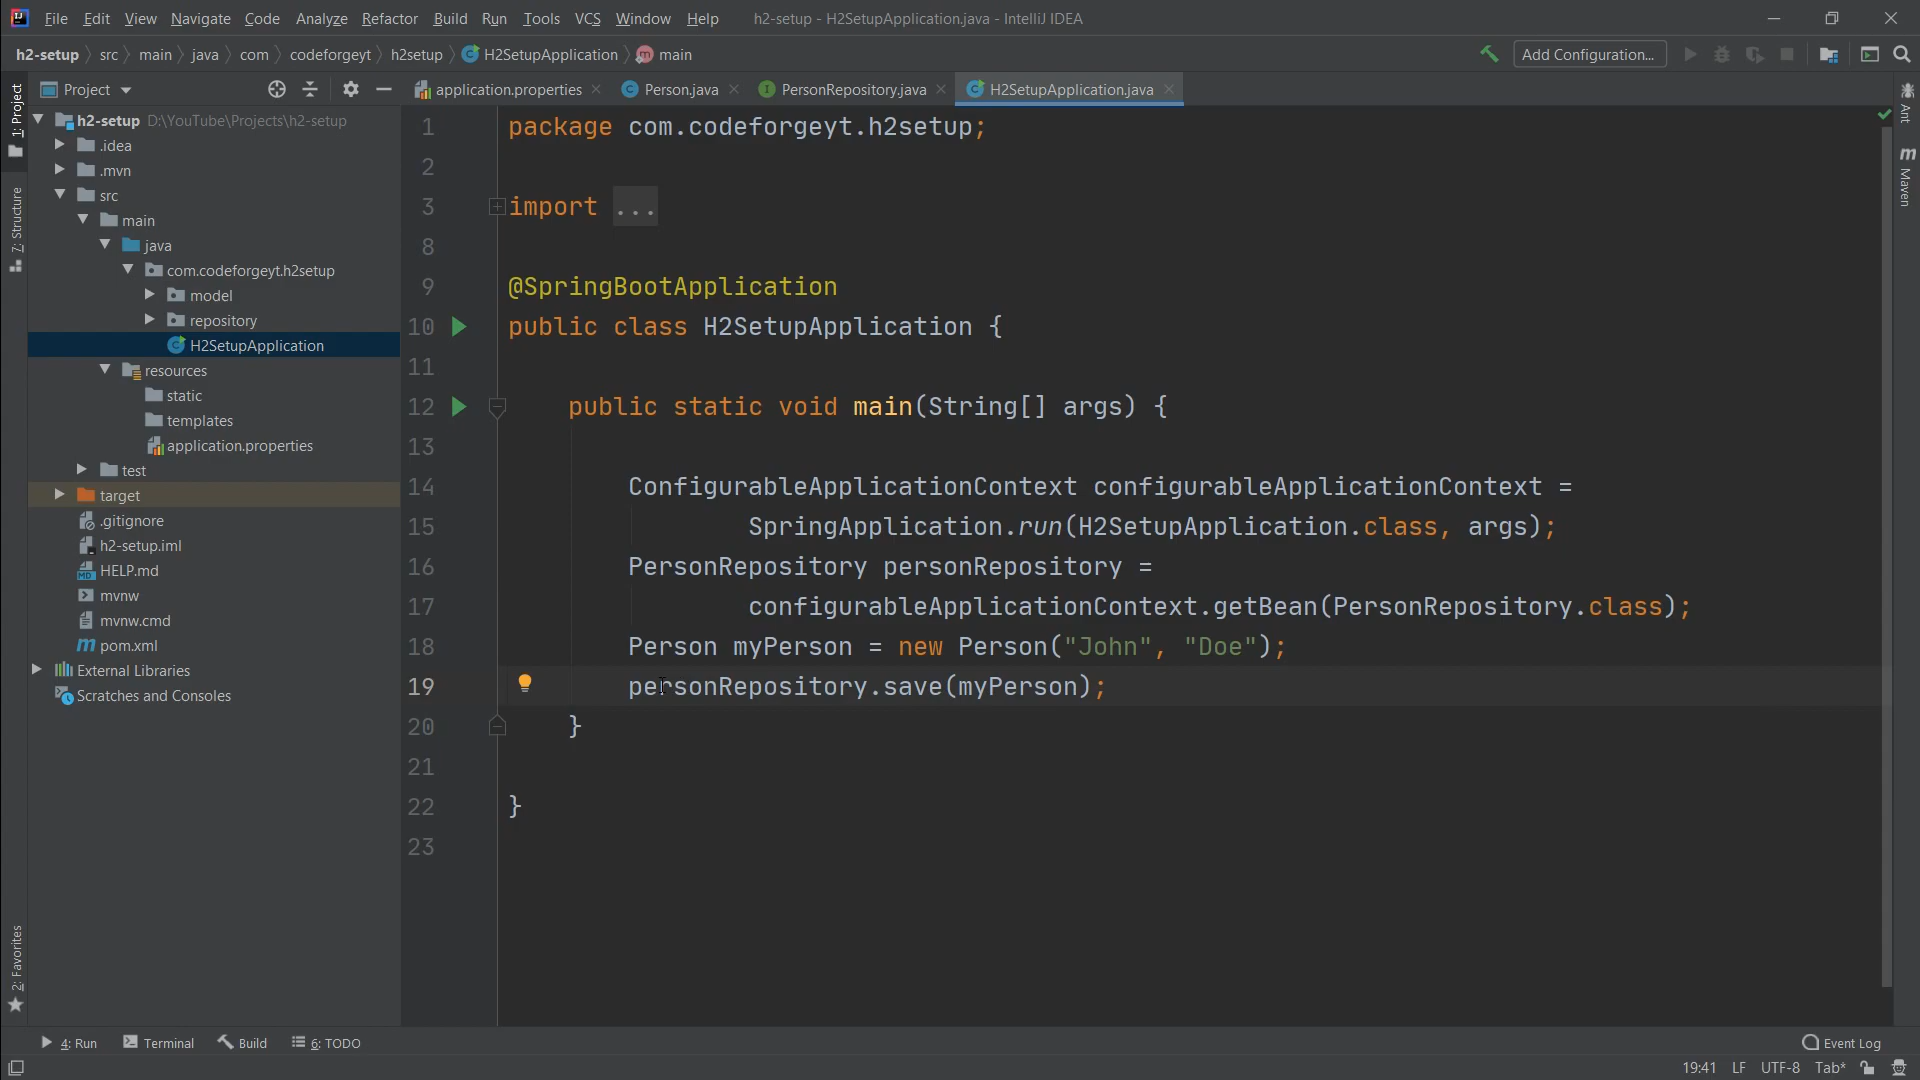 File Edit View Navigate Code Analyze Refactor Build Run Tools VCS Window Help h2-setup - H2SetupApplication.java - IntelliJ IDEA
h2-setup src main java com codeforgeyt h2setup H2SetupApplication main Add Configuration...
Project application.properties Person.java PersonRepository.java H2SetupApplication.java
1: Project
7: Structure
2: Favorites
Ant
Maven
h2-setup D:\YouTube\Projects\h2-setup
.idea
.mvn
src
main
java
com.codeforgeyt.h2setup
model
repository
H2SetupApplication
resources
static
templates
application.properties
test
target
.gitignore
h2-setup.iml
HELP.md
mvnw
mvnw.cmd
pom.xml
External Libraries
Scratches and Consoles
1 package com.codeforgeyt.h2setup;
2
3 import ...
8
9 @SpringBootApplication
10 public class H2SetupApplication {
11
12 public static void main(String[] args) {
13
14 ConfigurableApplicationContext configurableApplicationContext =
15 SpringApplication.run(H2SetupApplication.class, args);
16 PersonRepository personRepository =
17 configurableApplicationContext.getBean(PersonRepository.class);
18 Person myPerson = new Person("John", "Doe");
19 personRepository.save(myPerson);
20 }
21
22 }
23
4: Run Terminal Build 6: TODO Event Log
19:41 LF UTF-8 Tab*